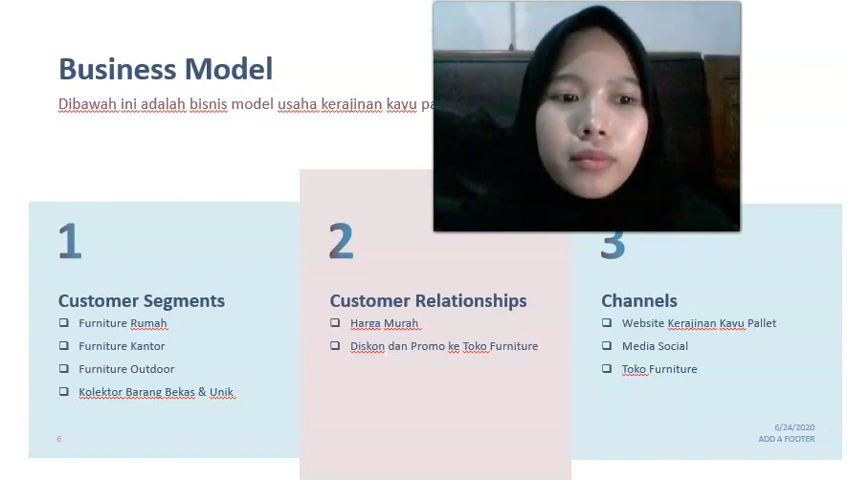 Business Model
Dibawah ini adalah bisnis model usaha kerajinan kayu
1
Customer Segments
Furniture Rumah
Furniture Kantor
Furniture Outdoor
Kolektor Barang Bekas & Unik
2
Customer Relationships
Harga Murah
Diskon dan Promo ke Toko Furniture
3
Channels
Website Kerajinan Kayu Pallet
Media Social
Toko Furniture
6
6/24/2020
ADD A FOOTER